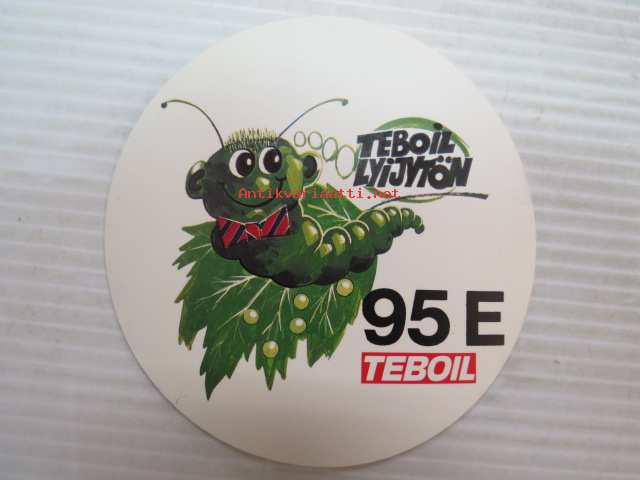 TEBOIL
LYIJYTÖN
Antikvariaatti.net
95 E
TEBOIL